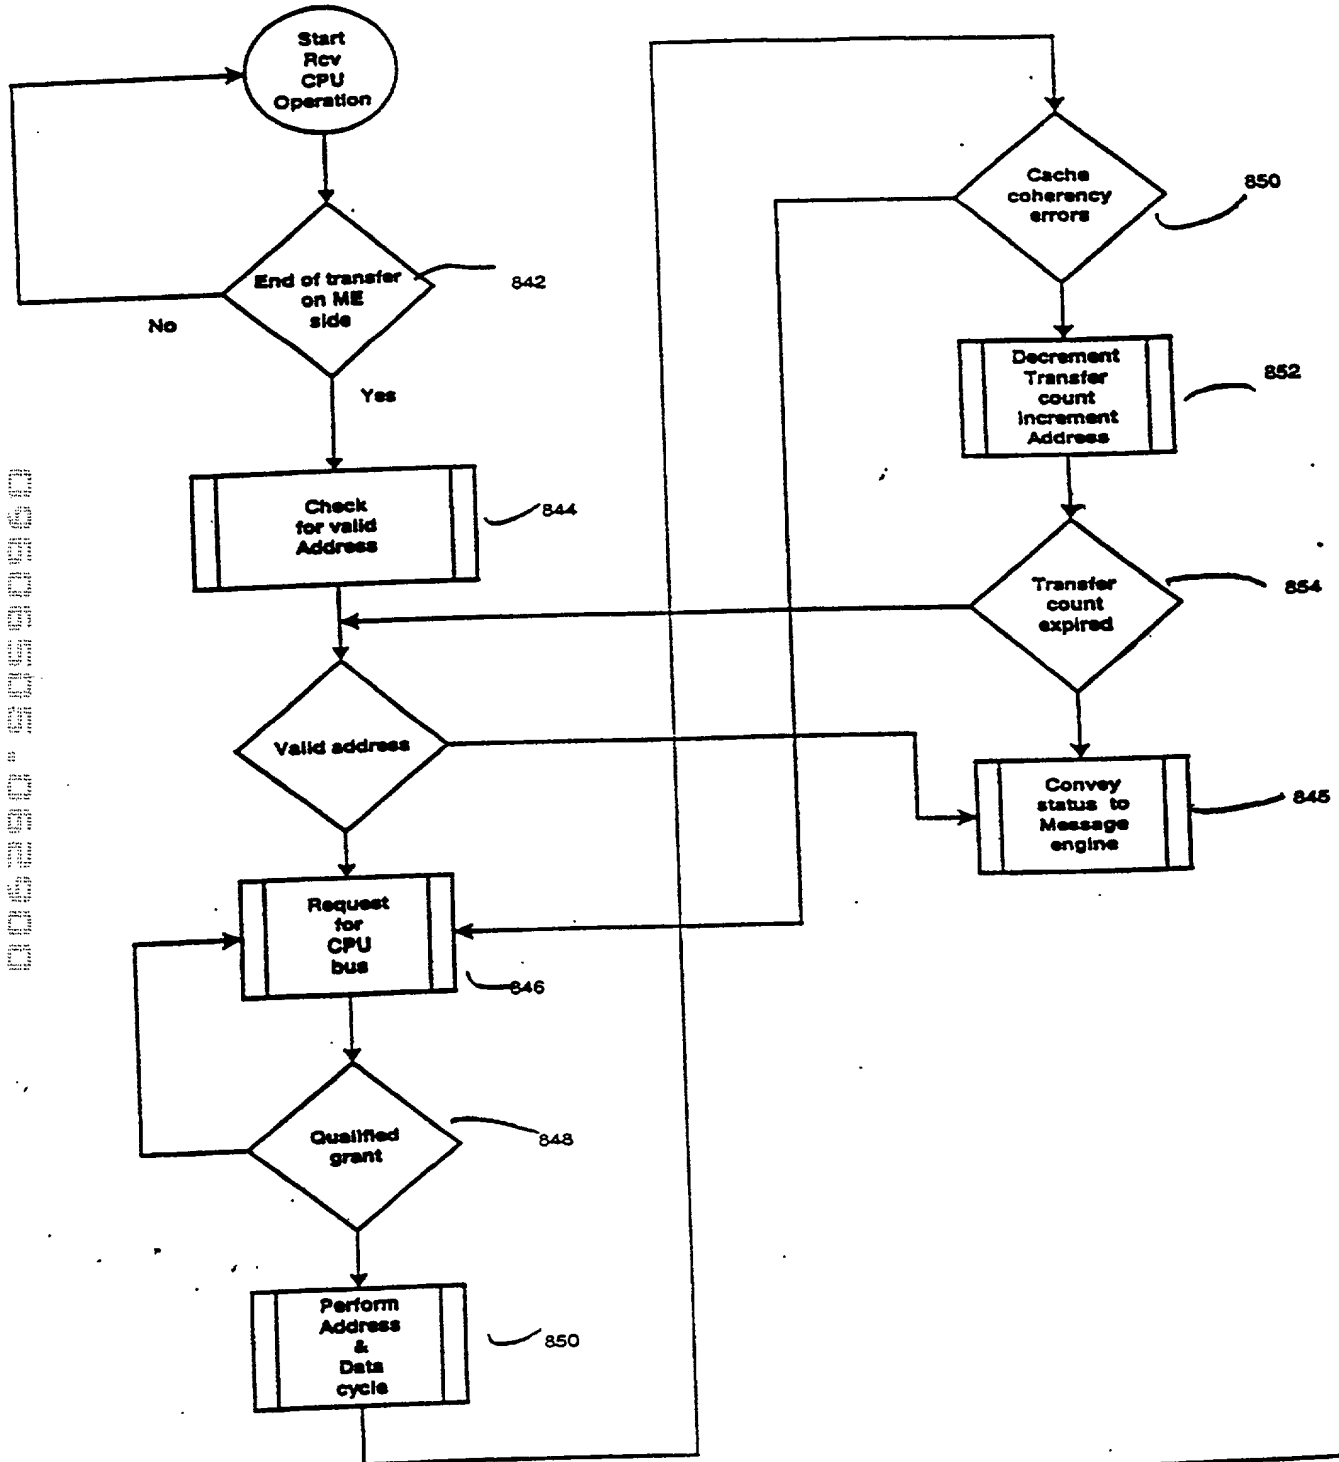 Start
Rcv
CPU
Operation
End of transfer
on ME
side
842
No
Yes
Check
for valid
Address
844
Valid address
Request
for
CPU
bus
846
Qualified
grant
848
Perform
Address
&
Data
cycle
850
Cache
coherency
errors
850
Decrement
Transfer
count
Increment
Address
852
Transfer
count
expired
854
Convey
status to
Message
engine
845